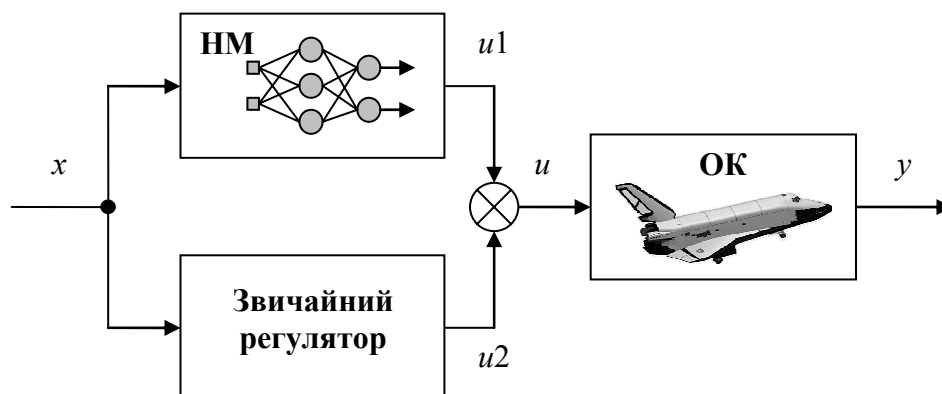 НМ
u1
x
u
ОК
y
Звичайний
регулятор
u2